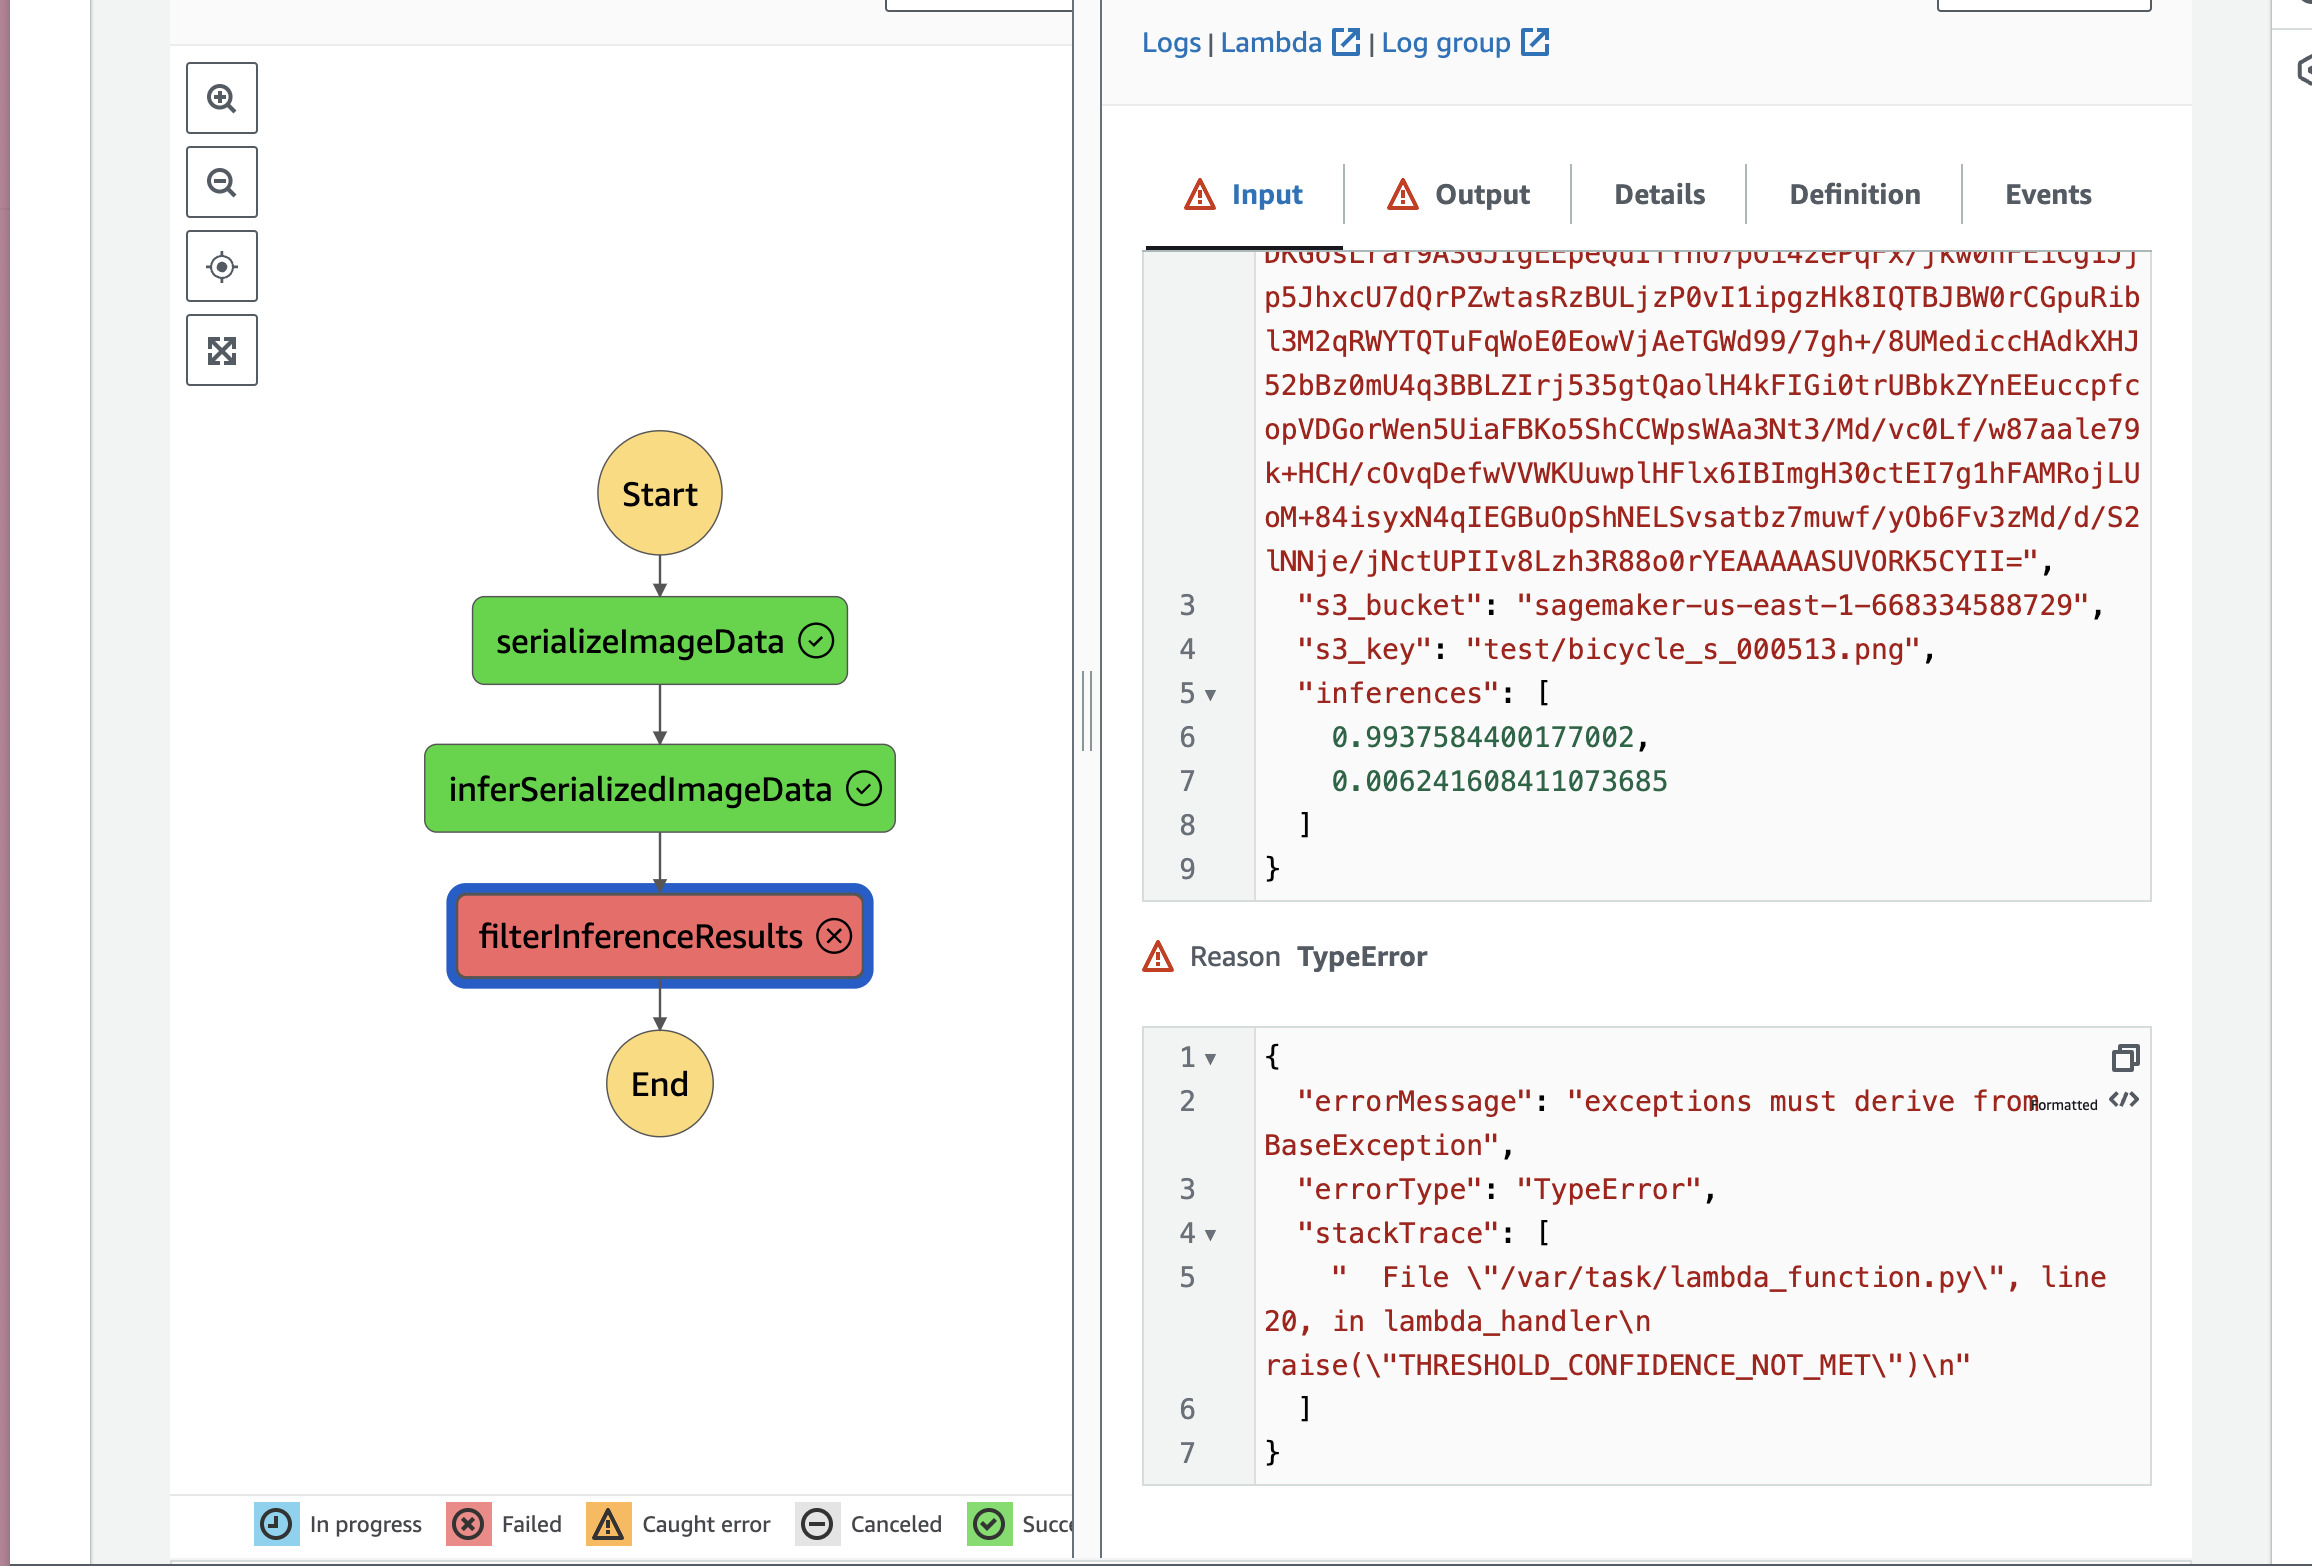 Logs | Lambda | Log group
Input
Output
Details
Definition
Events
p5JhxcU7dQrPZwtasRzBULjzP0vI1ipgzHk8IQTBJBW0rCGpuRib
l3M2qRWYTQTuFqWoE0EowVjAeTGWd99/7gh+/8UMediccHAdkXHJ
52bBz0mU4q3BBLZIrj535gtQaolH4kFIGi0trUBbkZYnEEuccpfc
opVDGorWen5UiaFBKo5ShCCWpsWAa3Nt3/Md/vc0Lf/w87aale79
k+HCH/cOvqDefwVVWKUuwplHFlx6IBImgH30ctEI7g1hFAMRojLU
oM+84isyxN4qIEGBuOpShNELSvsatbz7muwf/yOb6Fv3zMd/d/S2
lNNje/jNctUPIIv8Lzh3R88o0rYEAAAAASUVORK5CYII=",
3 "s3_bucket": "sagemaker-us-east-1-668334588729",
4 "s3_key": "test/bicycle_s_000513.png",
5 "inferences": [
6 0.9937584400177002,
7 0.006241608411073685
8 ]
9 }
Reason TypeError
1 {
2 "errorMessage": "exceptions must derive from
Formatted
BaseException",
3 "errorType": "TypeError",
4 "stackTrace": [
5 "  File \"/var/task/lambda_function.py\", line
20, in lambda_handler\n
raise(\"THRESHOLD_CONFIDENCE_NOT_MET\")\n"
6 ]
7 }
Start
serializeImageData
inferSerializedImageData
filterInferenceResults
End
In progress
Failed
Caught error
Canceled